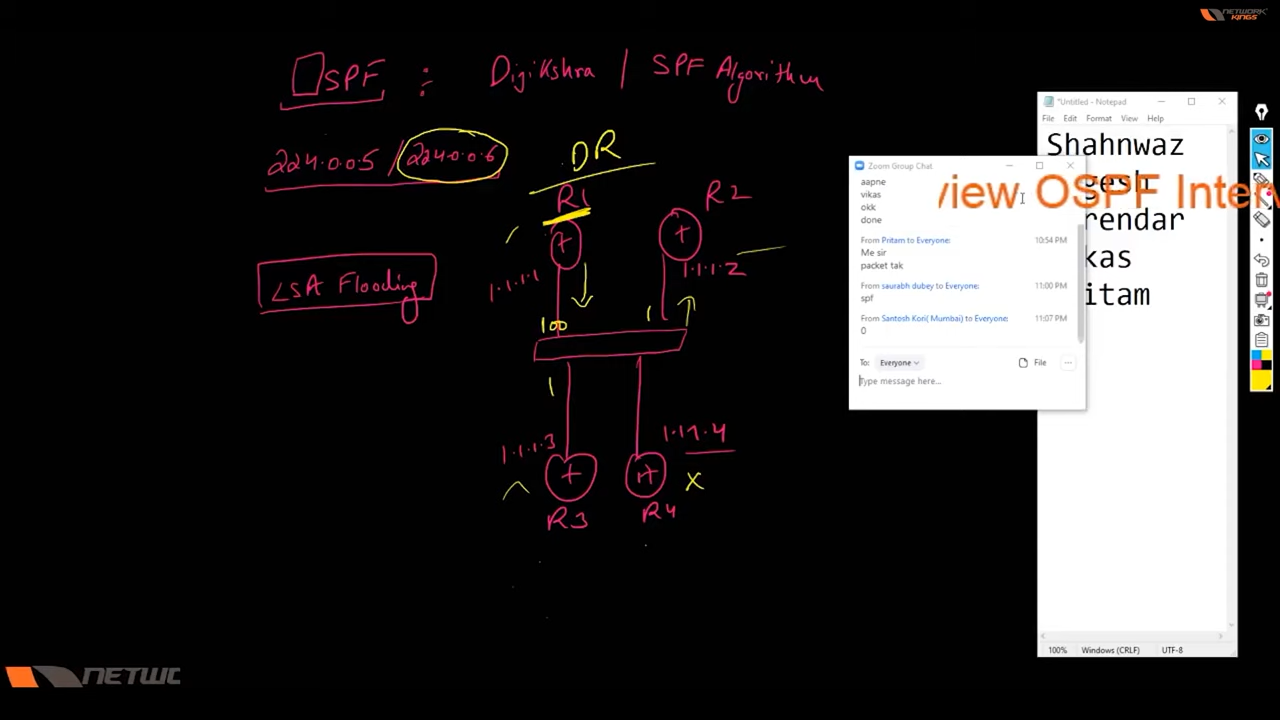 NETWORK
KINGS
OSPF : Dijikshra / SPF Algorithm
224.0.0.5 / 224.0.0.6
DR
R1
R2
1.1.1.1
1.1.1.2
LSA Flooding
100
1
1
1.1.1.3
1.1.1.4
X
R3
R4
*Untitled - Notepad
File Edit Format View Help
Shahnwaz
gesh
rendar
kas
itam
100% Windows (CRLF) UTF-8
view OSPF Interv
Zoom Group Chat
aapne
vikas
okk
done
From Pritam to Everyone: 10:54 PM
Me sir
packet tak
From saurabh dubey to Everyone: 11:00 PM
spf
From Santosh Kori( Mumbai) to Everyone: 11:07 PM
0
To: Everyone File ...
Type message here...
NETWC